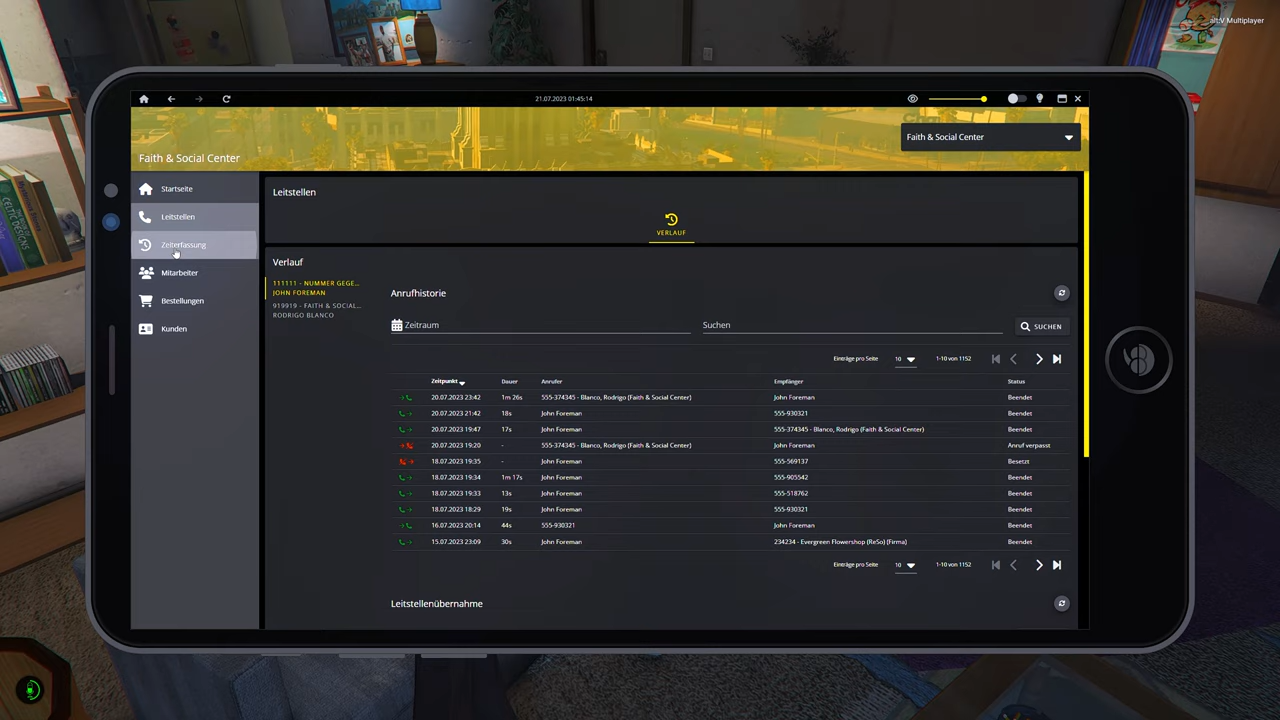 alt:V Multiplayer
21.07.2023 01:45:14
Faith & Social Center
Faith & Social Center
Startseite
Leitstellen
Zeiterfassung
Mitarbeiter
Bestellungen
Kunden
Leitstellen
VERLAUF
Verlauf
111111 - NUMMER GEGE...
JOHN FOREMAN
919919 - FAITH & SOCIAL...
RODRIGO BLANCO
Anrufhistorie
Zeitraum Suchen SUCHEN
Einträge pro Seite 10 1-10 von 1152
Zeitpunkt Dauer Anrufer Empfänger Status
20.07.2023 23:42 1m 26s 555-374345 - Blanco, Rodrigo (Faith & Social Center) John Foreman Beendet
20.07.2023 21:42 18s John Foreman 555-930321 Beendet
20.07.2023 19:47 17s John Foreman 555-374345 - Blanco, Rodrigo (Faith & Social Center) Beendet
20.07.2023 19:20 - 555-374345 - Blanco, Rodrigo (Faith & Social Center) John Foreman Anruf verpasst
18.07.2023 19:35 - John Foreman 555-569137 Besetzt
18.07.2023 19:34 1m 17s John Foreman 555-905542 Beendet
18.07.2023 19:33 13s John Foreman 555-518762 Beendet
18.07.2023 18:29 19s John Foreman 555-930321 Beendet
16.07.2023 20:14 44s 555-930321 John Foreman Beendet
15.07.2023 23:09 30s John Foreman 234234 - Evergreen Flowershop (ReSo) (Firma) Beendet
Einträge pro Seite 10 1-10 von 1152
Leitstellenübernahme